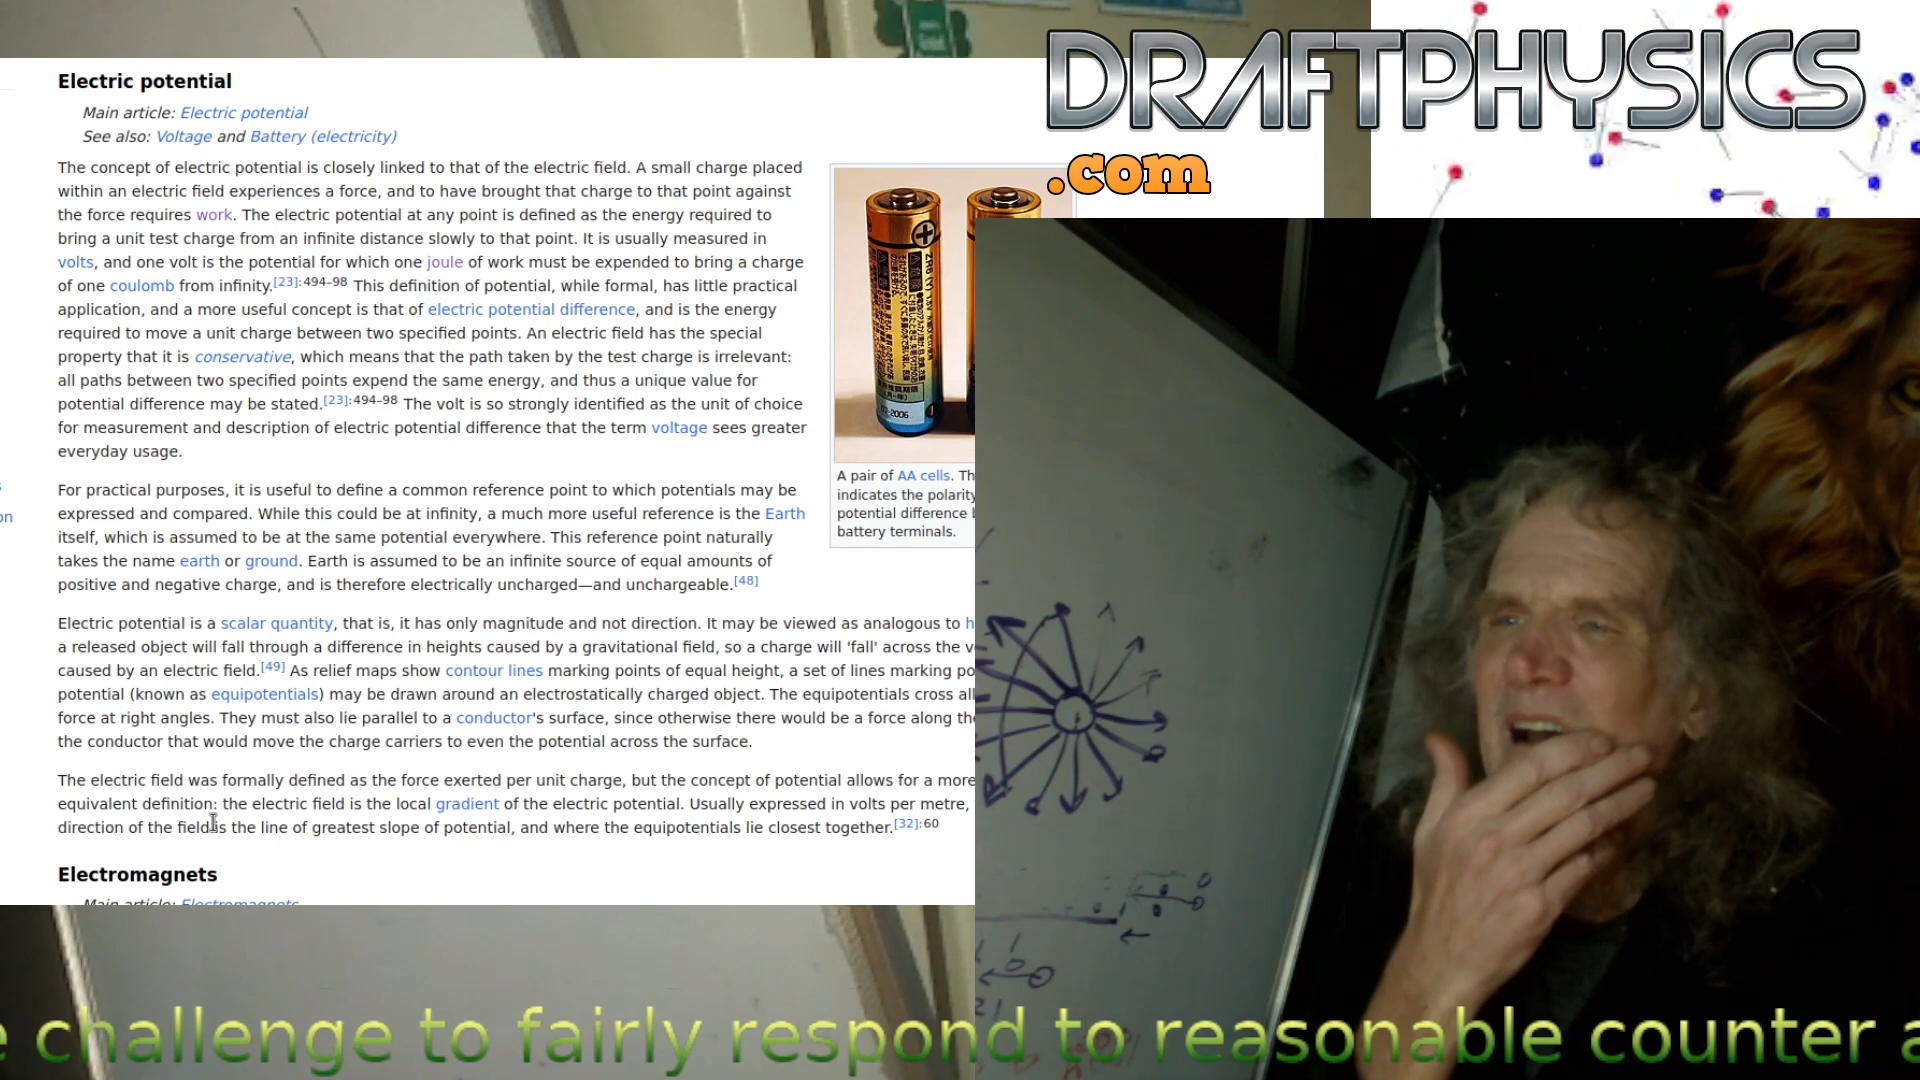 DRAFTPHYSICS
.com
Electric potential
Main article: Electric potential
See also: Voltage and Battery (electricity)
The concept of electric potential is closely linked to that of the electric field. A small charge placed
within an electric field experiences a force, and to have brought that charge to that point against
the force requires work. The electric potential at any point is defined as the energy required to
bring a unit test charge from an infinite distance slowly to that point. It is usually measured in
volts, and one volt is the potential for which one joule of work must be expended to bring a charge
of one coulomb from infinity.[23]:494–98 This definition of potential, while formal, has little practical
application, and a more useful concept is that of electric potential difference, and is the energy
required to move a unit charge between two specified points. An electric field has the special
property that it is conservative, which means that the path taken by the test charge is irrelevant:
all paths between two specified points expend the same energy, and thus a unique value for
potential difference may be stated.[23]:494–98 The volt is so strongly identified as the unit of choice
for measurement and description of electric potential difference that the term voltage sees greater
everyday usage.
A pair of AA cells. Th
indicates the polarity
potential difference
battery terminals.
For practical purposes, it is useful to define a common reference point to which potentials may be
expressed and compared. While this could be at infinity, a much more useful reference is the Earth
itself, which is assumed to be at the same potential everywhere. This reference point naturally
takes the name earth or ground. Earth is assumed to be an infinite source of equal amounts of
positive and negative charge, and is therefore electrically uncharged—and unchargeable.[48]
Electric potential is a scalar quantity, that is, it has only magnitude and not direction. It may be viewed as analogous to h
a released object will fall through a difference in heights caused by a gravitational field, so a charge will 'fall' across the v
caused by an electric field.[49] As relief maps show contour lines marking points of equal height, a set of lines marking po
potential (known as equipotentials) may be drawn around an electrostatically charged object. The equipotentials cross all
force at right angles. They must also lie parallel to a conductor's surface, since otherwise there would be a force along the
the conductor that would move the charge carriers to even the potential across the surface.
The electric field was formally defined as the force exerted per unit charge, but the concept of potential allows for a more
equivalent definition: the electric field is the local gradient of the electric potential. Usually expressed in volts per metre,
direction of the field is the line of greatest slope of potential, and where the equipotentials lie closest together.[32]:60
Electromagnets
Main article: Electromagnets
e challenge to fairly respond to reasonable counter a